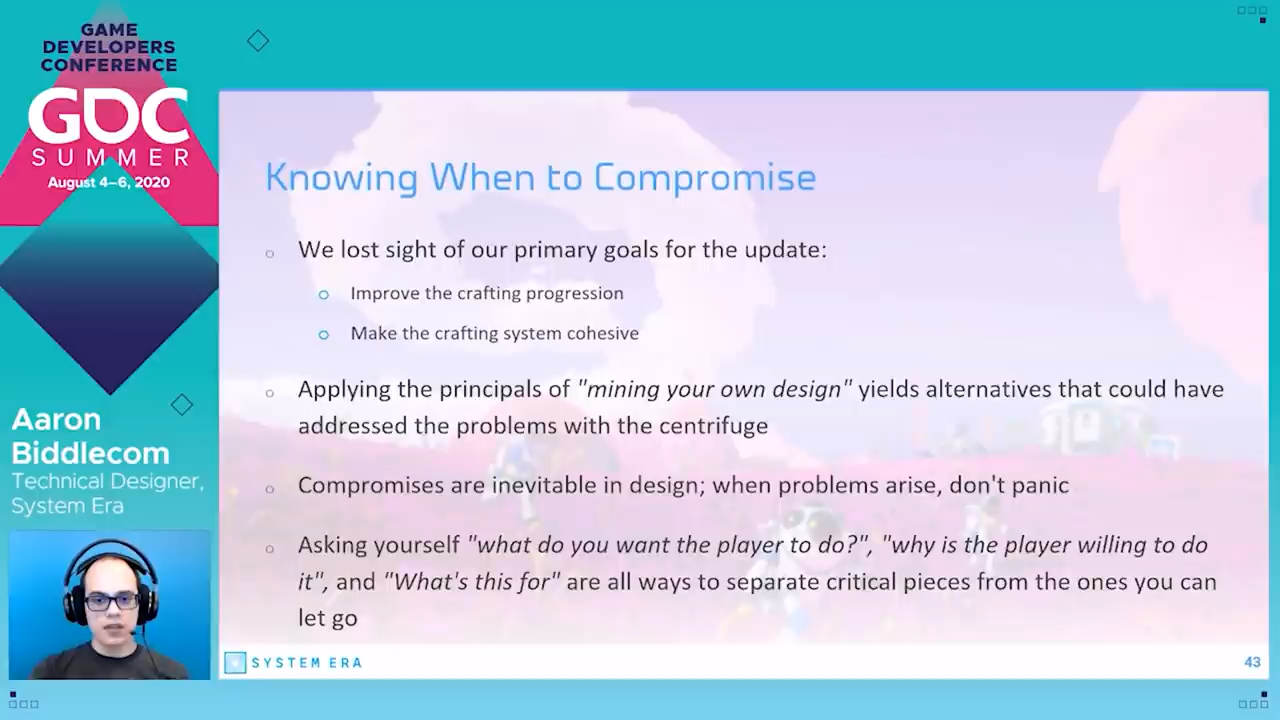 GAME
DEVELOPERS
CONFERENCE
GDC
SUMMER
August 4–6, 2020
Aaron
Biddlecom
Technical Designer,
System Era
Knowing When to Compromise
We lost sight of our primary goals for the update:
Improve the crafting progression
Make the crafting system cohesive
Applying the principals of "mining your own design" yields alternatives that could have
addressed the problems with the centrifuge
Compromises are inevitable in design; when problems arise, don't panic
Asking yourself "what do you want the player to do?", "why is the player willing to do
it", and "What's this for" are all ways to separate critical pieces from the ones you can
let go
SYSTEM ERA
43